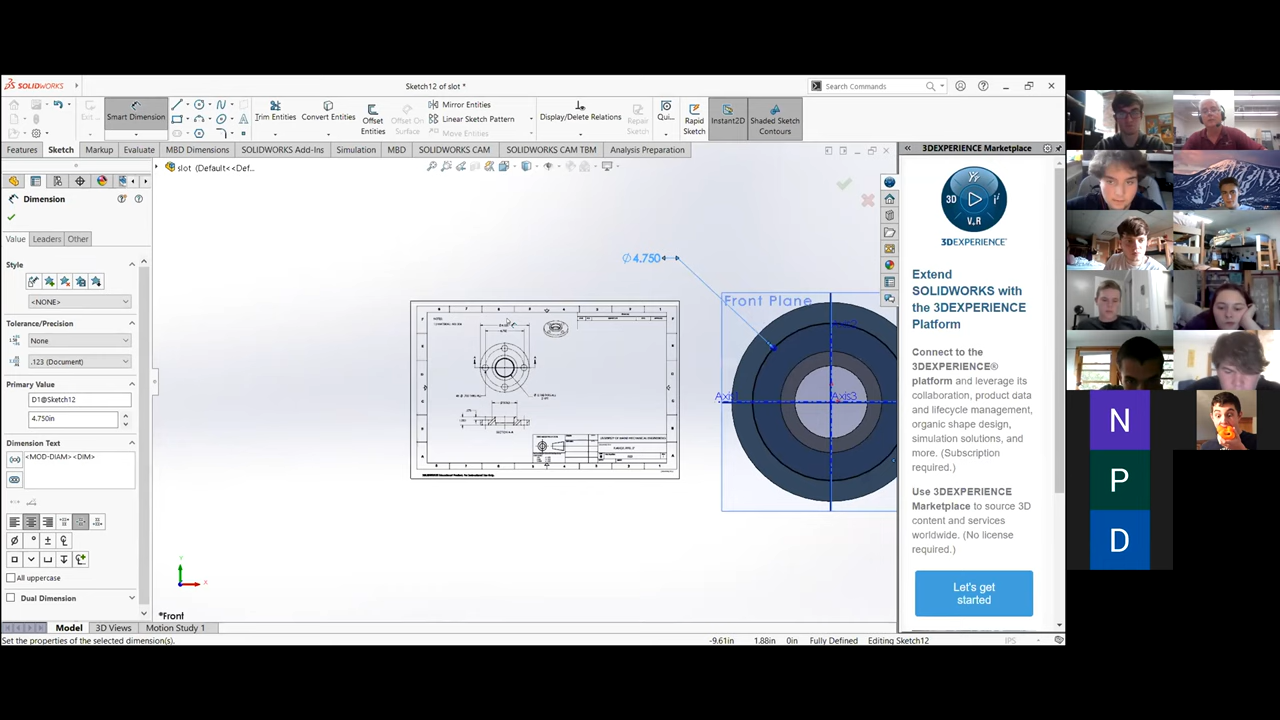 SOLIDWORKS
Sketch12 of slot *
Search Commands
Smart Dimension
Trim Entities
Convert Entities
Offset Entities
Offset On Surface
Mirror Entities
Linear Sketch Pattern
Move Entities
Display/Delete Relations
Repair Sketch
Qui...
Rapid Sketch
Instant2D
Shaded Sketch Contours
Features
Sketch
Markup
Evaluate
MBD Dimensions
SOLIDWORKS Add-Ins
Simulation
MBD
SOLIDWORKS CAM
SOLIDWORKS CAM TBM
Analysis Preparation
slot (Default<<Def...
Dimension
Value
Leaders
Other
Style
<NONE>
Tolerance/Precision
None
.123 (Document)
Primary Value
D1@Sketch12
4.750in
Dimension Text
<MOD-DIAM><DIM>
All uppercase
Dual Dimension
∅4.750
Front Plane
Axis1
Axis3
*Front
3DEXPERIENCE Marketplace
3D
V.R
3DEXPERIENCE
Extend
SOLIDWORKS with
the 3DEXPERIENCE
Platform
Connect to the
3DEXPERIENCE®
platform and leverage its
collaboration, product data
and lifecycle management,
organic shape design,
simulation solutions, and
more. (Subscription
required.)
Use 3DEXPERIENCE
Marketplace to source 3D
content and services
worldwide. (No license
required.)
Let's get
started
Model
3D Views
Motion Study 1
Set the properties of the selected dimension(s).
-9.61in
1.88in
0in
Fully Defined
Editing Sketch12
IPS
N
P
D